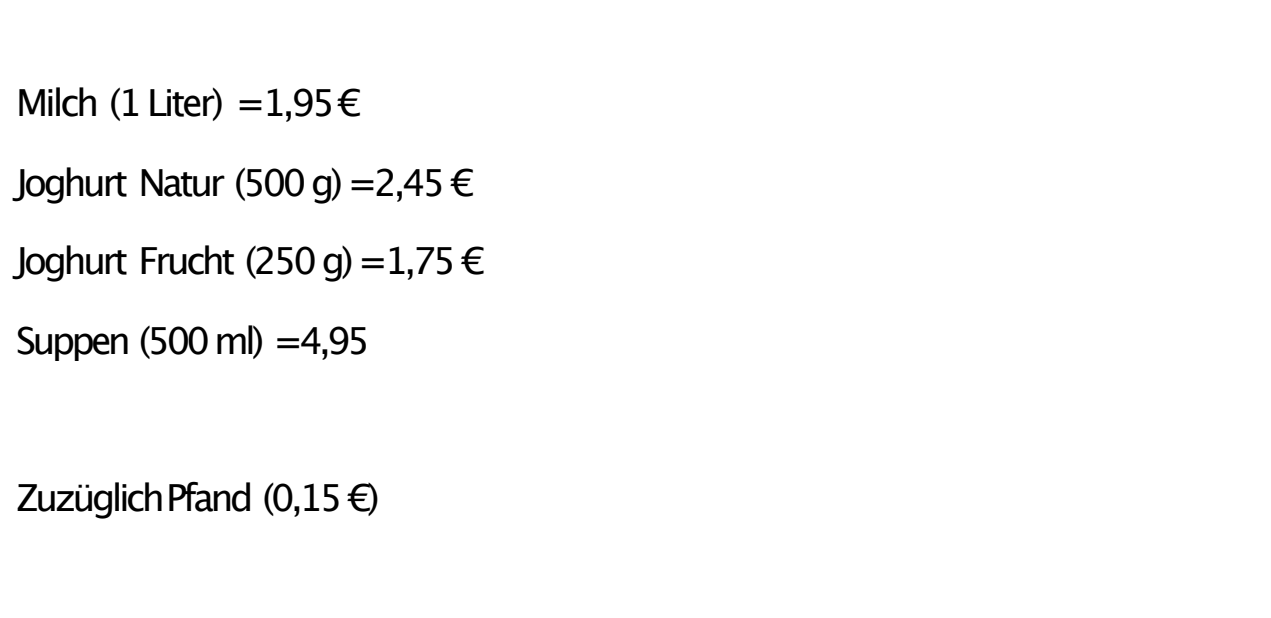 Milch (1 Liter) =1,95 €
Joghurt Natur (500 g) =2,45 €
Joghurt Frucht (250 g) =1,75 €
Suppen (500 ml) =4,95
Zuzüglich Pfand (0,15 €)